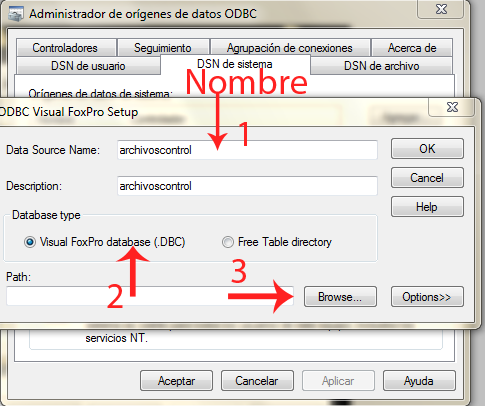 Administrador de orígenes de datos ODBC
Controladores Seguimiento Agrupación de conexiones Acerca de
DSN de usuario DSN de sistema DSN de archivo
Orígenes de datos de sistema:
Nombre
ODBC Visual FoxPro Setup
1
Data Source Name: archivoscontrol OK
Cancel
Description: archivoscontrol
Help
Database type
Visual FoxPro database (.DBC) Free Table directory
Path:
2 3
Browse... Options>>
servicios NT.
Aceptar Cancelar Aplicar Ayuda